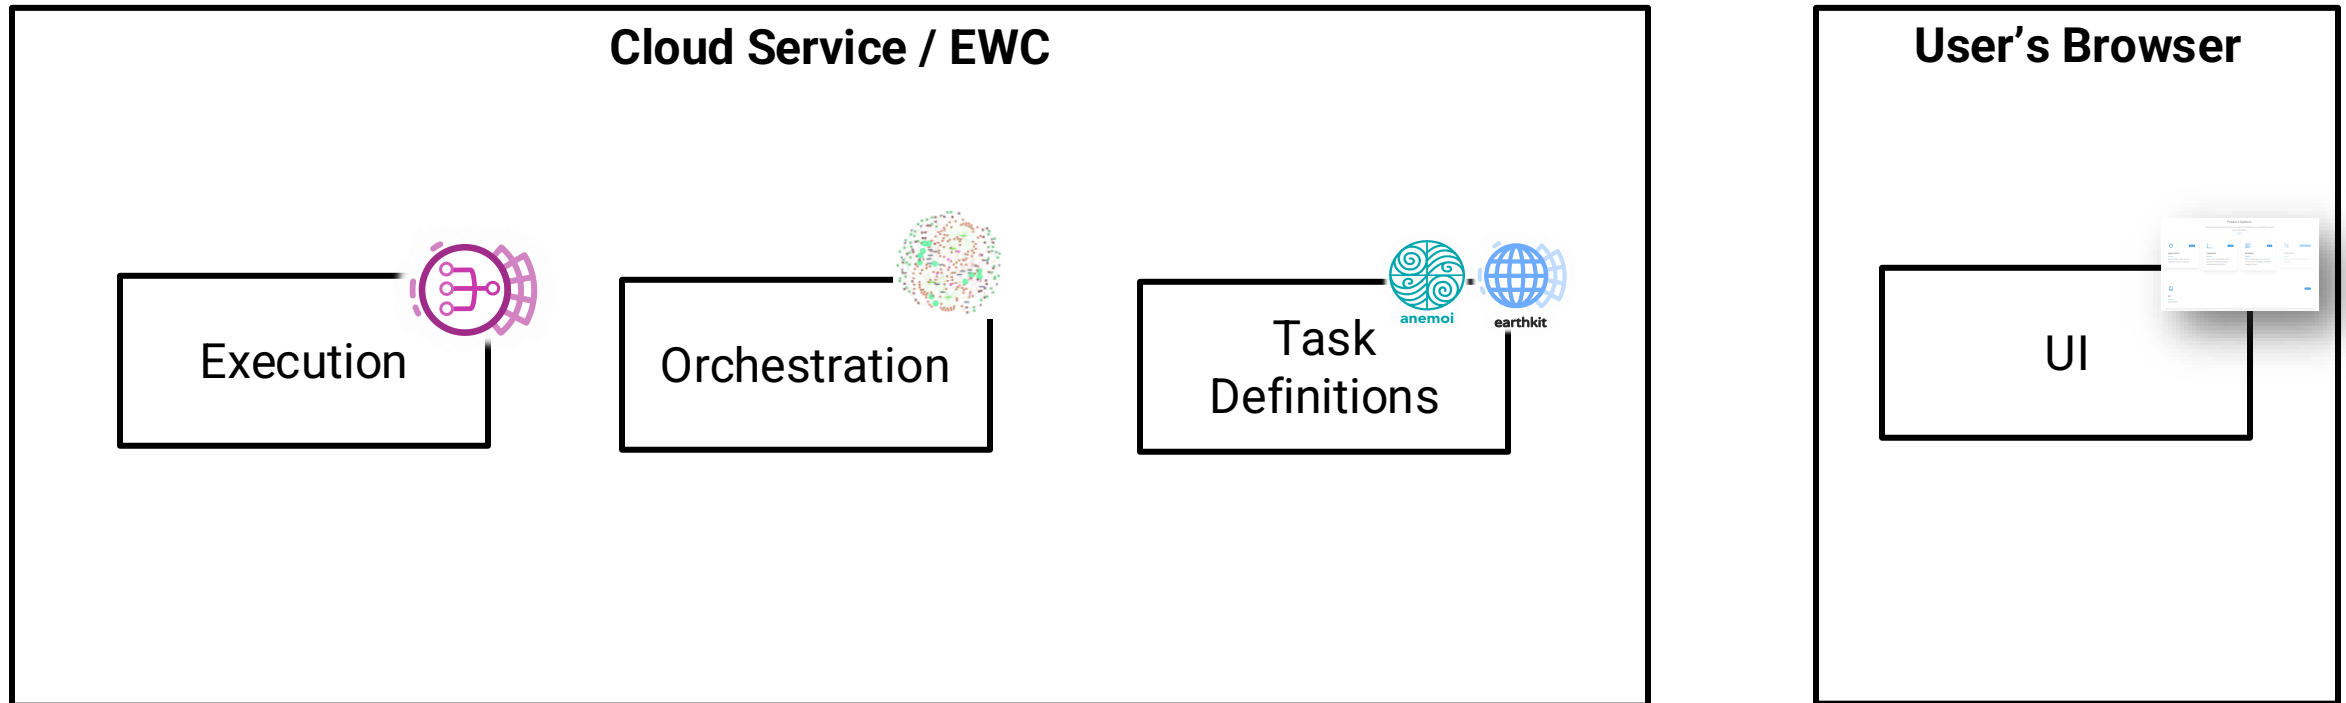 Cloud Service / EWC
User’s Browser
Execution
Orchestration
Task
Definitions
anemoi
earthkit
UI